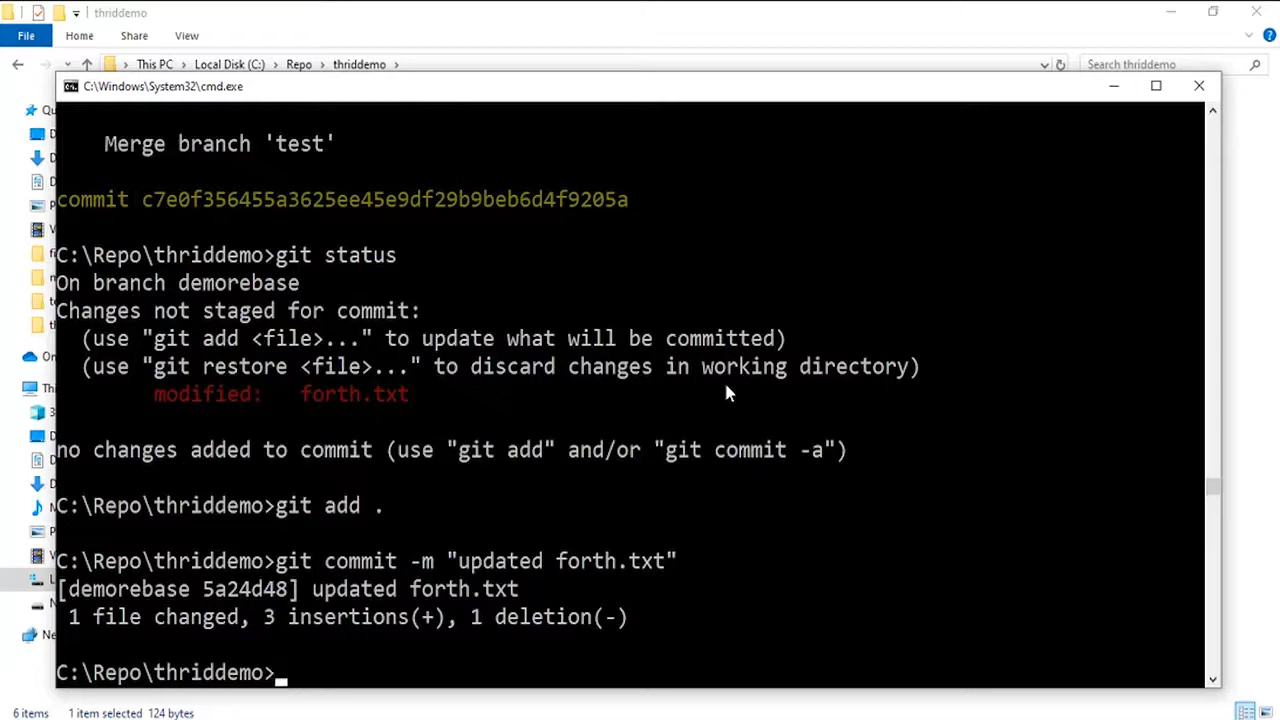 thriddemo
File Home Share View
This PC Local Disk (C:) Repo thriddemo Search thriddemo
C:\Windows\System32\cmd.exe
Merge branch 'test'
commit c7e0f356455a3625ee45e9df29b9beb6d4f9205a
C:\Repo\thriddemo>git status
On branch demorebase
Changes not staged for commit:
(use "git add <file>..." to update what will be committed)
(use "git restore <file>..." to discard changes in working directory)
modified: forth.txt
no changes added to commit (use "git add" and/or "git commit -a")
C:\Repo\thriddemo>git add .
C:\Repo\thriddemo>git commit -m "updated forth.txt"
[demorebase 5a24d48] updated forth.txt
1 file changed, 3 insertions(+), 1 deletion(-)
C:\Repo\thriddemo>
6 items 1 item selected 124 bytes